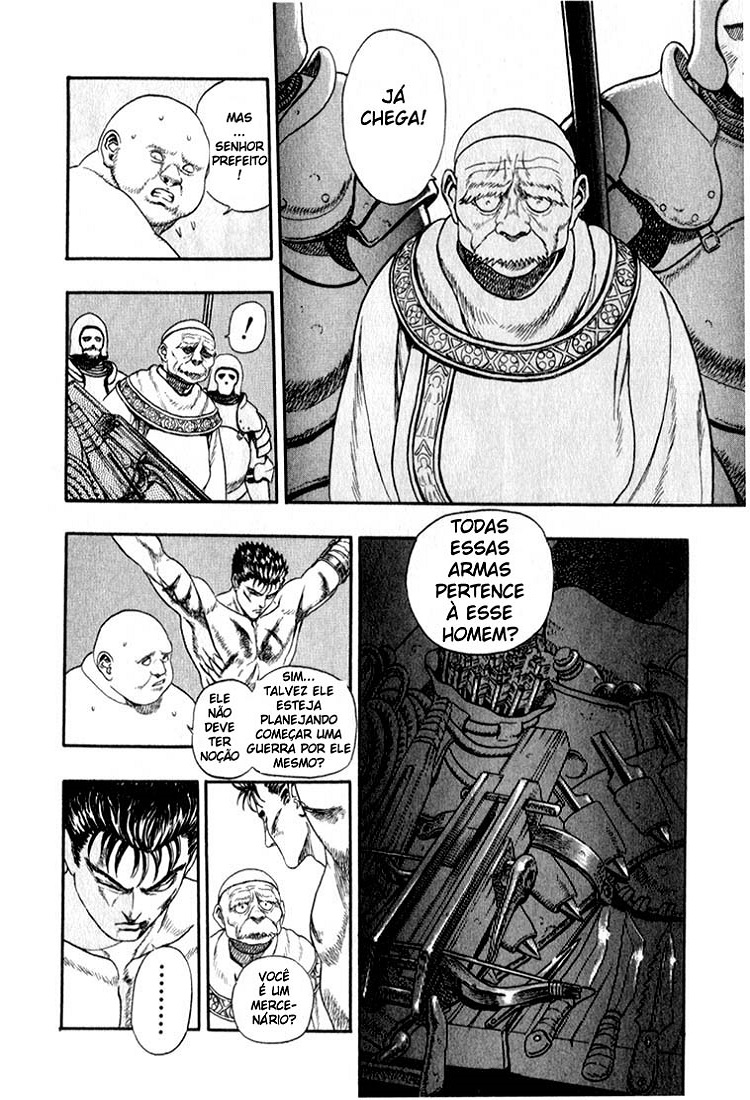 JÁ
CHEGA!
MAS
...
SENHOR
PREFEITO
!
!
TODAS
ESSAS
ARMAS
PERTENCE
À ESSE
HOMEM?
SIM...
TALVEZ ELE
ESTEJA
PLANEJANDO
COMEÇAR UMA
GUERRA POR ELE
MESMO?
ELE
NÃO
DEVE
TER
NOÇÃO
VOCÊ
É UM
MERCE-
NÁRIO?
......